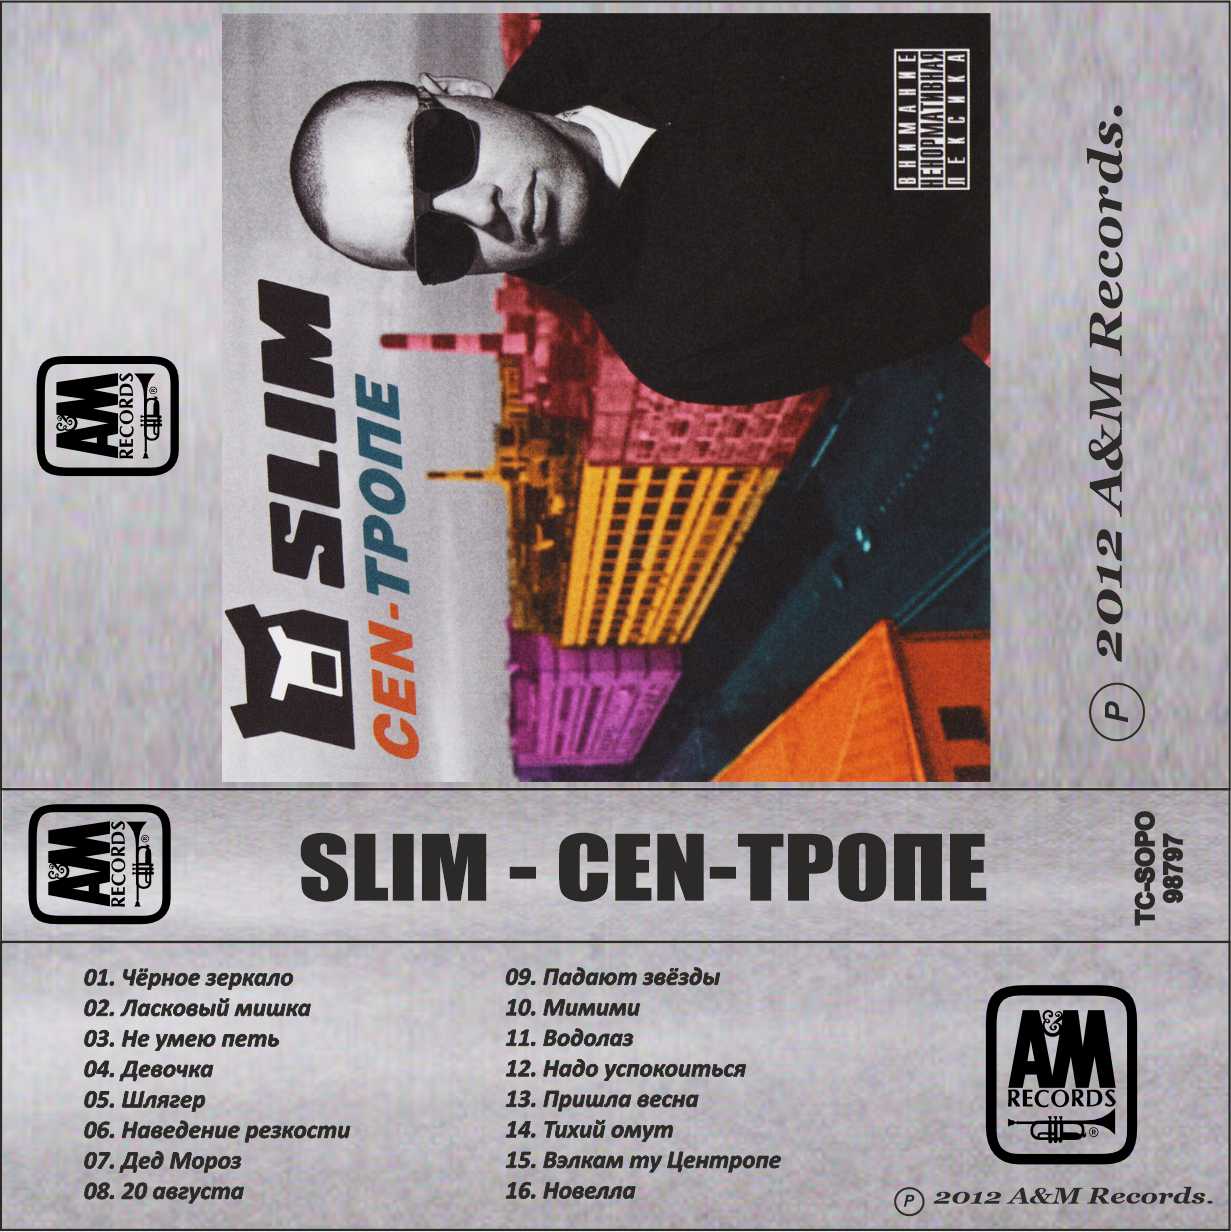 A&M
RECORDS
®
SLIM
CEN-ТРОПЕ
ВНИМАНИЕ
НЕНОРМАТИВНАЯ
ЛЕКСИКА
Ⓟ 2012 A&M Records.
A&M
RECORDS
®
SLIM - CEN-ТРОПЕ
TC-SOPO
98797
01. Чёрное зеркало
02. Ласковый мишка
03. Не умею петь
04. Девочка
05. Шлягер
06. Наведение резкости
07. Дед Мороз
08. 20 августа
09. Падают звёзды
10. Мимими
11. Водолаз
12. Надо успокоиться
13. Пришла весна
14. Тихий омут
15. Вэлкам ту Центропе
16. Новелла
A&M
RECORDS
®
Ⓟ 2012 A&M Records.